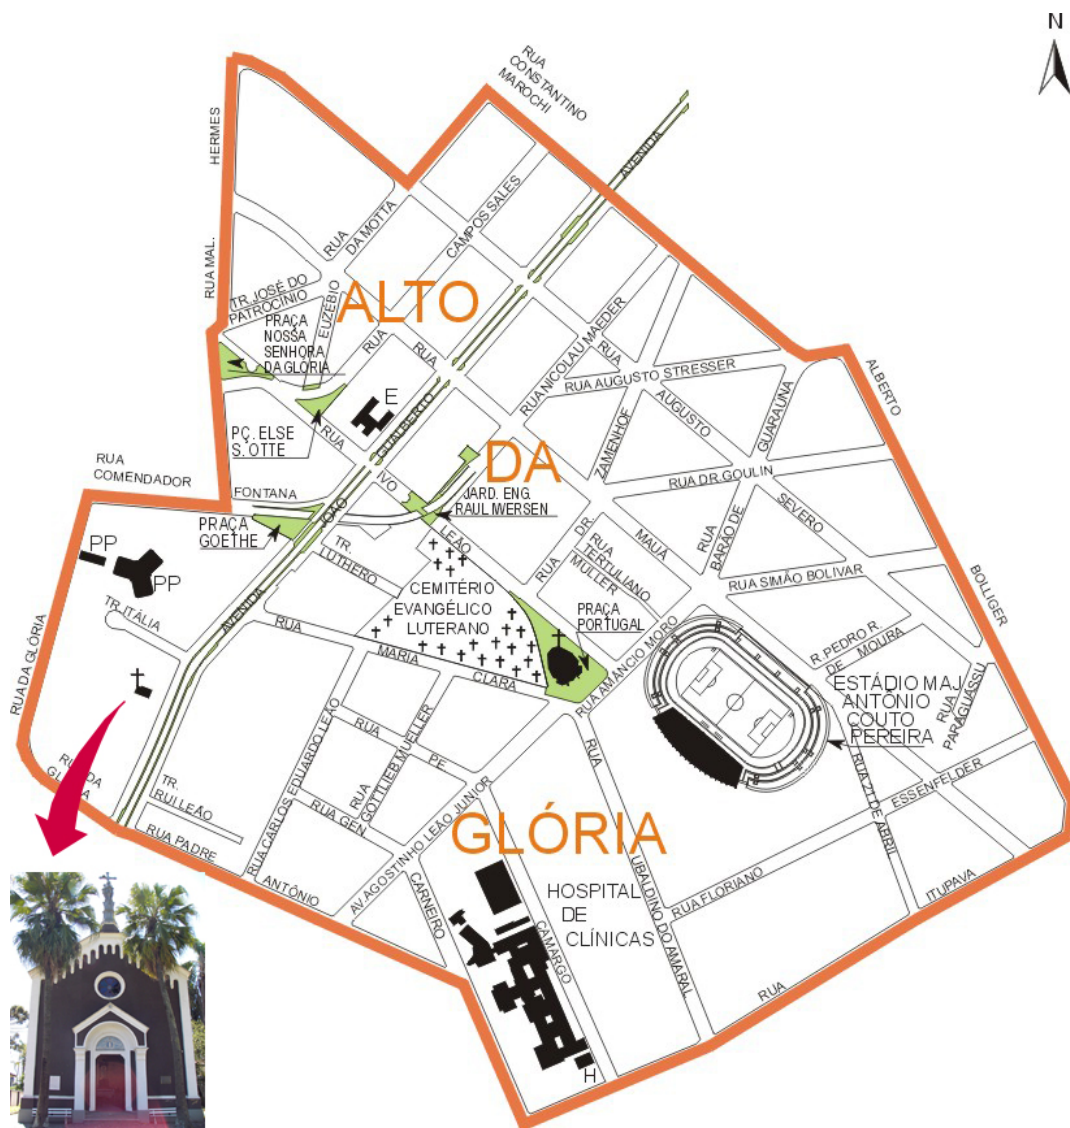 N
RUA
CONSTANTINO
MAROCHI
HERMES
RUA MAL.
AVENIDA
CAMPOS SALES
RUA
DA MOTTA
EUZÉBIO
TR. JOSÉ DO
PATROCÍNIO
ALTO
PRAÇA
NOSSA
SENHORA
DA GLÓRIA
RUA
RUA
RUA NICOLAU MAEDER
RUA
RUA AUGUSTO STRESSER
AUGUSTO
ALBERTO
E
GUALBERTO
PÇ. ELSE
S. OTTE
RUA
IVO
DA
ZAMENHOF
GUARAÚNA
RUA
COMENDADOR
FONTANA
JARD. ENG.
RAUL IWERSEN
RUA DR.GOULIN
SEVERO
PRAÇA
GOETHE
JOÃO
LEÃO
DR.
MAUÁ
RUA
BARÃO DE
PP
PP
TR.
LUTHERO
CEMITÉRIO
EVANGÉLICO
LUTERANO
RUA
RUA
TERTULIANO
MULLER
RUA SIMÃO BOLIVAR
BOLLIGER
PRAÇA
PORTUGAL
TR. ITÁLIA
AVENIDA
RUA
MARIA
CLARA
RUA AMÂNCIO MORO
R. PEDRO R.
DE MOURA
RUA DA GLÓRIA
ESTÁDIO MAJ.
ANTÔNIO
COUTO
PEREIRA
RUA
PARAGUASSU
RUA CARLOS EDUARDO LEÃO
RUA
PE.
RUA
GOTTLIEB MUELLER
RUA
RUA 21 DE ABRIL
ESSENFELDER
TR.
RUI LEÃO
RUA GEN.
AV.AGOSTINHO LEÃO JUNIOR
GLÓRIA
RUA PADRE
ANTÔNIO
CARNEIRO
CAMARGO
HOSPITAL
DE
CLÍNICAS
UBALDINO DO AMARAL
RUA FLORIANO
ITUPAVA
RUA
H